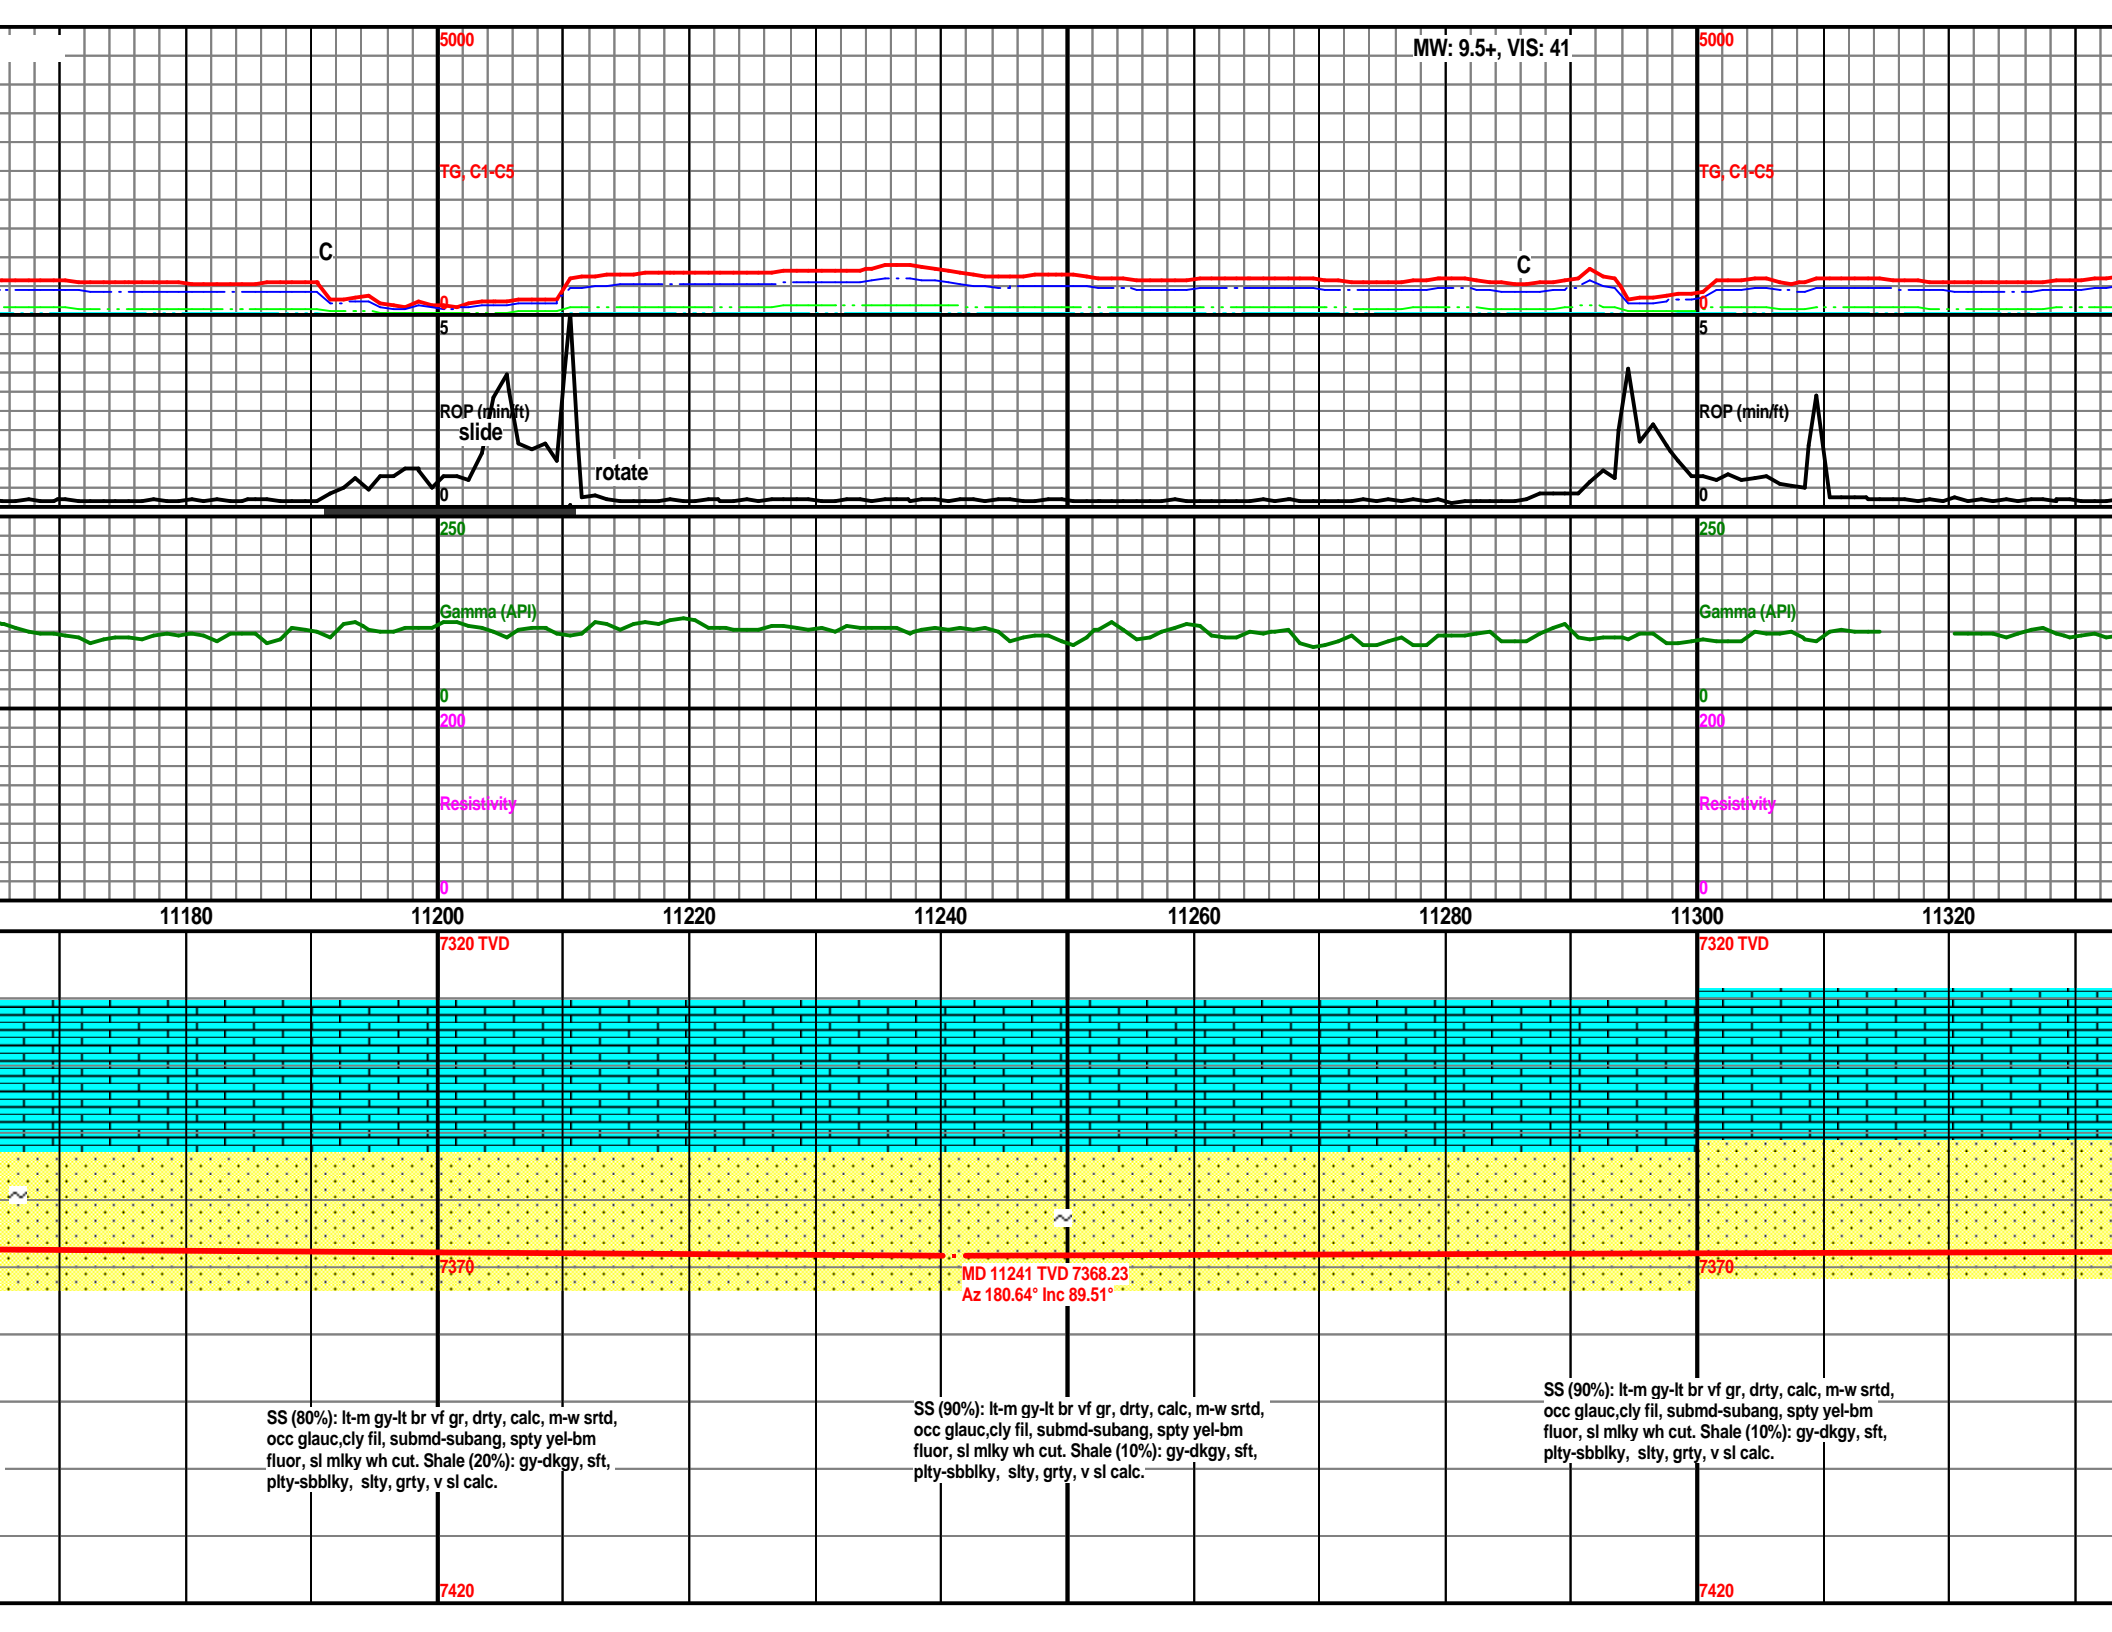 5000
MW: 9.5+, VIS: 41
5000
TG, C1-C5
TG, C1-C5
C
C
0
0
5
5
ROP (min/ft)
ROP (min/ft)
slide
rotate
0
0
250
250
Gamma (API)
Gamma (API)
0
0
200
200
Resistivity
Resistivity
0
0
11180 11200 11220 11240 11260 11280 11300 11320
7320 TVD
7320 TVD
7370
7370
MD 11241 TVD 7368.23
Az 180.64° Inc 89.51°
SS (80%): lt-m gy-lt br vf gr, drty, calc, m-w srtd,
occ glauc,cly fil, submd-subang, spty yel-bm
fluor, sl mlky wh cut. Shale (20%): gy-dkgy, sft,
plty-sbblky, slty, grty, v sl calc.
SS (90%): lt-m gy-lt br vf gr, drty, calc, m-w srtd,
occ glauc,cly fil, submd-subang, spty yel-bm
fluor, sl mlky wh cut. Shale (10%): gy-dkgy, sft,
plty-sbblky, slty, grty, v sl calc.
SS (90%): lt-m gy-lt br vf gr, drty, calc, m-w srtd,
occ glauc,cly fil, submd-subang, spty yel-bm
fluor, sl mlky wh cut. Shale (10%): gy-dkgy, sft,
plty-sbblky, slty, grty, v sl calc.
7420
7420